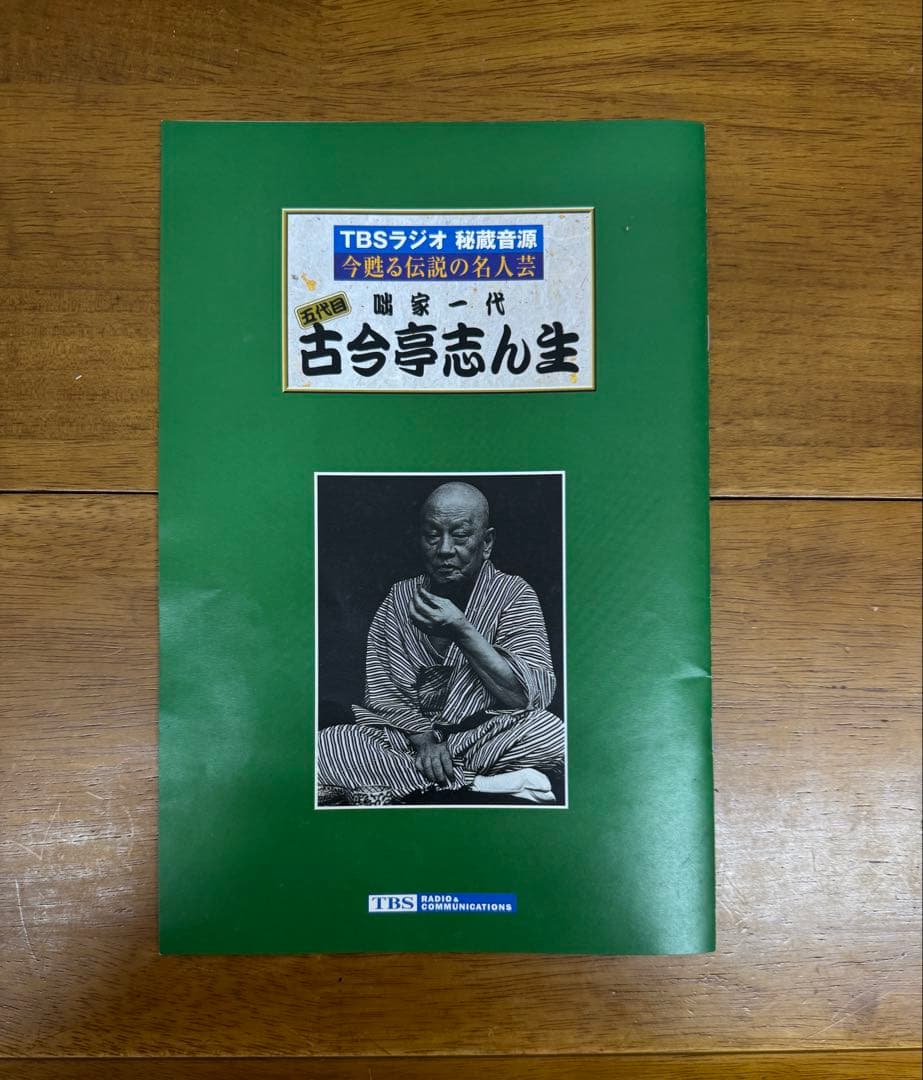 TBSラジオ 秘蔵音源
今甦る伝説の名人芸
咄家一代
五代目
古今亭志ん生
TBS RADIO & COMMUNICATIONS